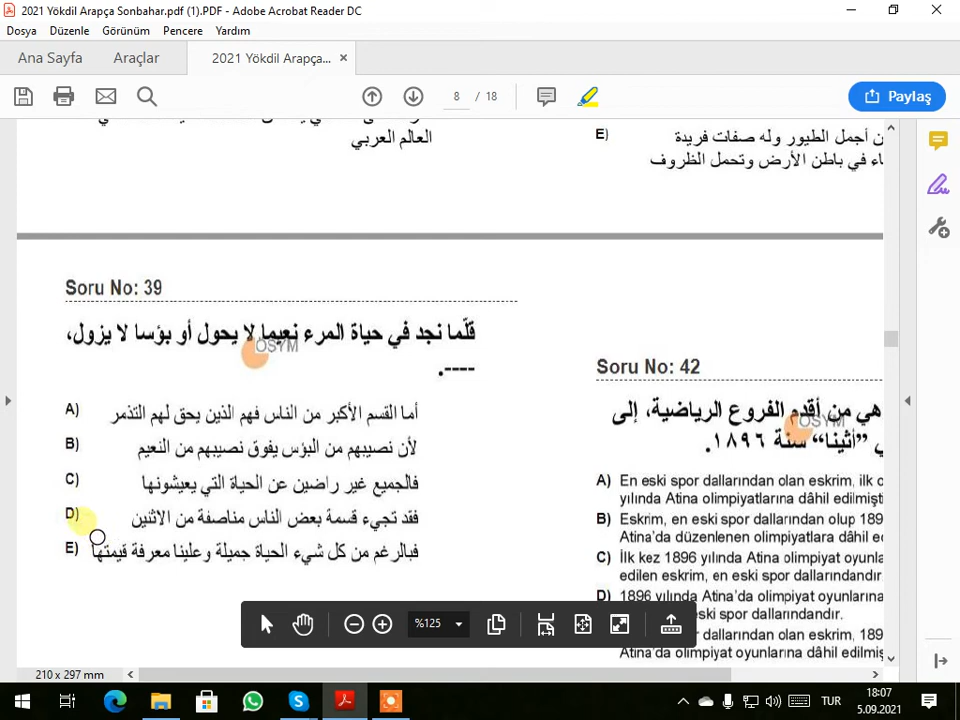 2021 Yökdil Arapça Sonbahar.pdf (1).PDF - Adobe Acrobat Reader DC
Dosya Düzenle Görünüm Pencere Yardım
Ana Sayfa Araçlar 2021 Yökdil Arapça...
8 / 18
Paylaş
العالم العربي
E) ن أجمل الطيور وله صفات فريدة
اء في باطن الأرض وتحمل الظروف
Soru No: 39
قلّما نجد في حياة المرء نعيما لا يحول أو بؤسا لا يزول،
----.
ÖSYM
A) أما القسم الأكبر من الناس فهم الذين يحق لهم التذمر
B) لأن نصيبهم من البؤس يفوق نصيبهم من النعيم
C) فالجميع غير راضين عن الحياة التي يعيشونها
D) فقد تجيء قسمة بعض الناس مناصفة من الاثنين
E) فبالرغم من كل شيء الحياة جميلة وعلينا معرفة قيمتها
Soru No: 42
هي من أقدم الفروع الرياضية، إلى
ي ”أثينا“ سنة ١٨٩٦.
ÖSYM
A) En eski spor dallarından olan eskrim, ilk
yılında Atina olimpiyatlarına dâhil edilmişti
B) Eskrim, en eski spor dallarından olup 189
Atina'da düzenlenen olimpiyatlara dâhil e
C) İlk kez 1896 yılında Atina olimpiyat oyunla
edilen eskrim, en eski spor dallarındandır
D) 1896 yılında Atina'da olimpiyat oyunların
ski spor dallarındandır.
or dallarından olan eskrim, 189
Atina'da olimpiyat oyunlarına dâhil edilmiş
%125
210 x 297 mm
TUR
18:07
5.09.2021